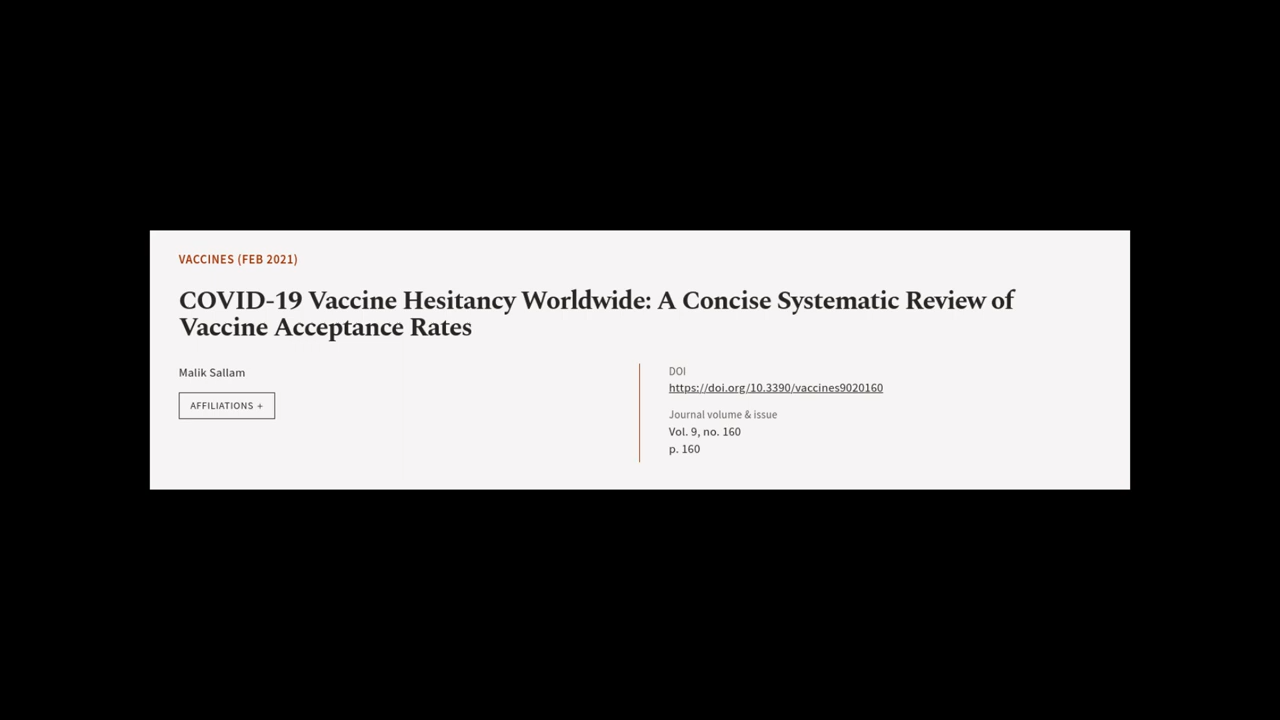 VACCINES (FEB 2021)
COVID-19 Vaccine Hesitancy Worldwide: A Concise Systematic Review of
Vaccine Acceptance Rates
Malik Sallam
AFFILIATIONS +
DOI
https://doi.org/10.3390/vaccines9020160
Journal volume & issue
Vol. 9, no. 160
p. 160